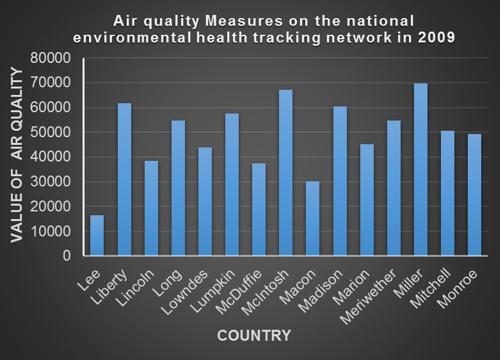 Air quality Measures on the national
environmental health tracking network in 2009
VALUE OF AIR QUALITY
80000
70000
60000
50000
40000
30000
20000
10000
0
Lee
Liberty
Lincoln
Long
Lowndes
Lumpkin
McDuffie
McIntosh
Macon
Madison
Marion
Meriwether
Miller
Mitchell
Monroe
COUNTRY